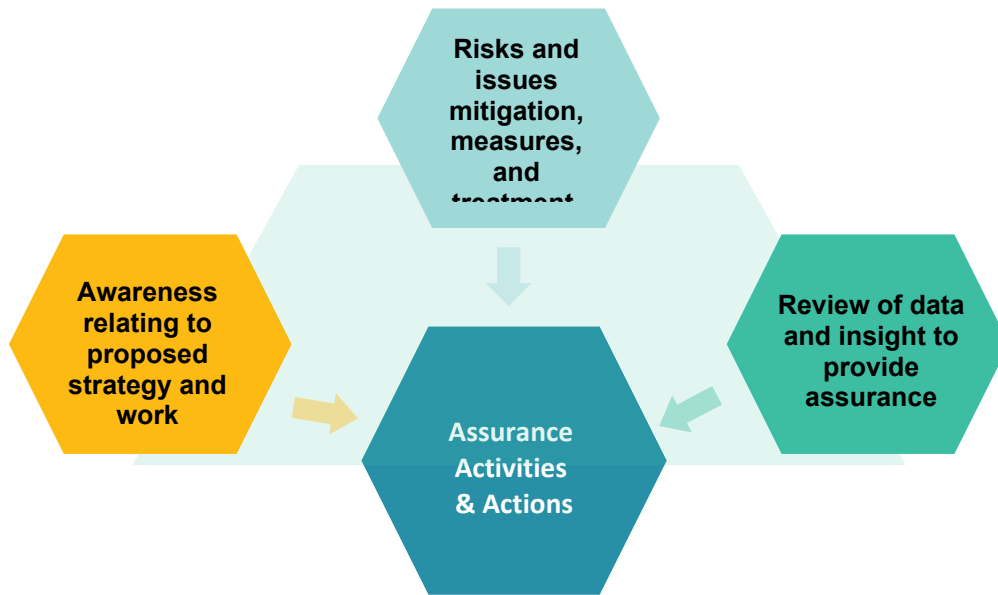 Risks and
issues
mitigation,
measures,
and
treatment
Awareness
relating to
proposed
strategy and
work
Review of data
and insight to
provide
assurance
Assurance
Activities
& Actions